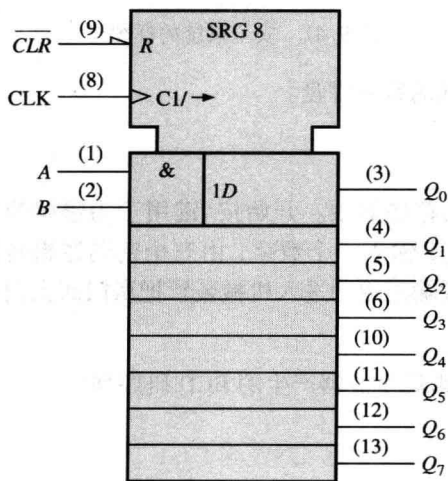 SRG 8
(9)
CLR
R
(8)
CLK
C1/
(1)
A
&
1D
(3)
Q0
(2)
B
(4)
Q1
(5)
Q2
(6)
Q3
(10)
Q4
(11)
Q5
(12)
Q6
(13)
Q7